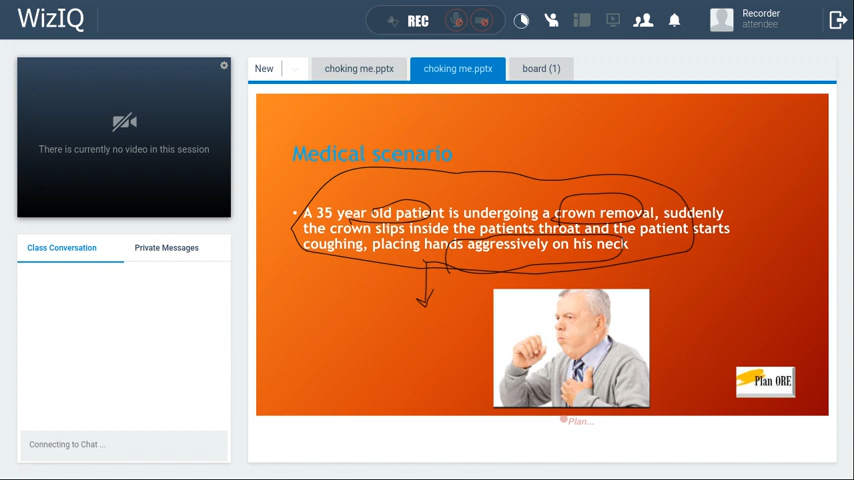 WizIQ
REC
Recorder
attendee
There is currently no video in this session
Class Conversation
Private Messages
Connecting to Chat ...
New
choking me.pptx
choking me.pptx
board (1)
Medical scenario
• A 35 year old patient is undergoing a crown removal, suddenly
the crown slips inside the patients throat and the patient starts
coughing, placing hands aggressively on his neck
Plan ORE
Plan...